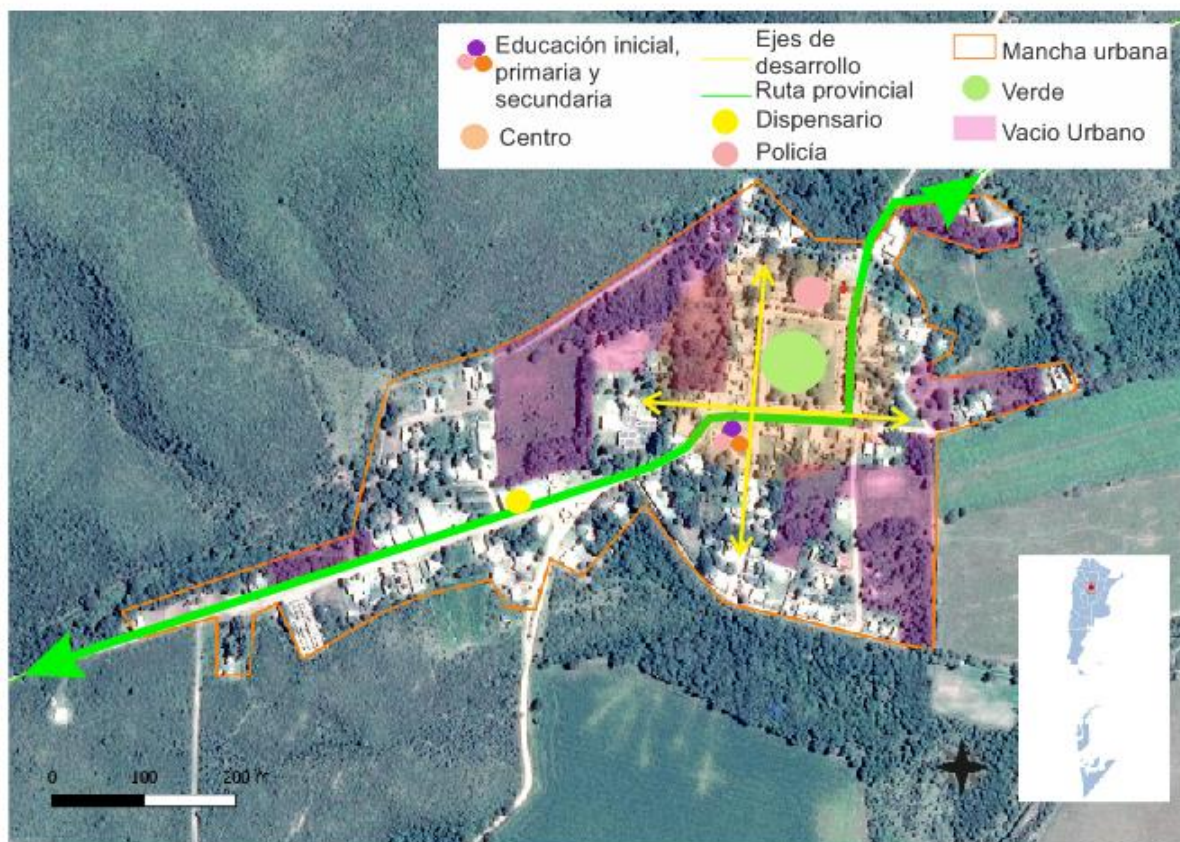 Educación inicial,
primaria y
secundaria
Centro
Ejes de
desarrollo
Ruta provincial
Dispensario
Policía
Mancha urbana
Verde
Vacio Urbano
0 100 200